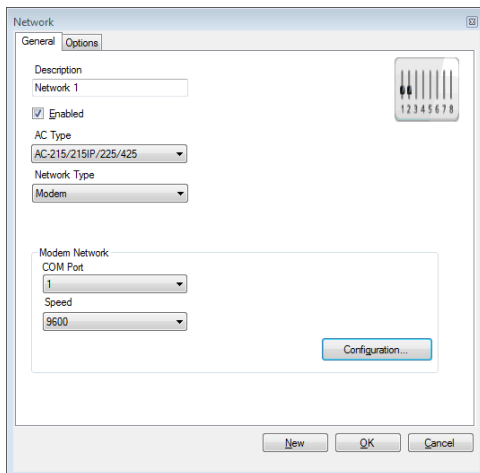 Network
General Options
Description
Network 1
Enabled
AC Type
AC-215/215IP/225/425
Network Type
Modem
12345678
Modem Network
COM Port
1
Speed
9600
Configuration...
New OK Cancel